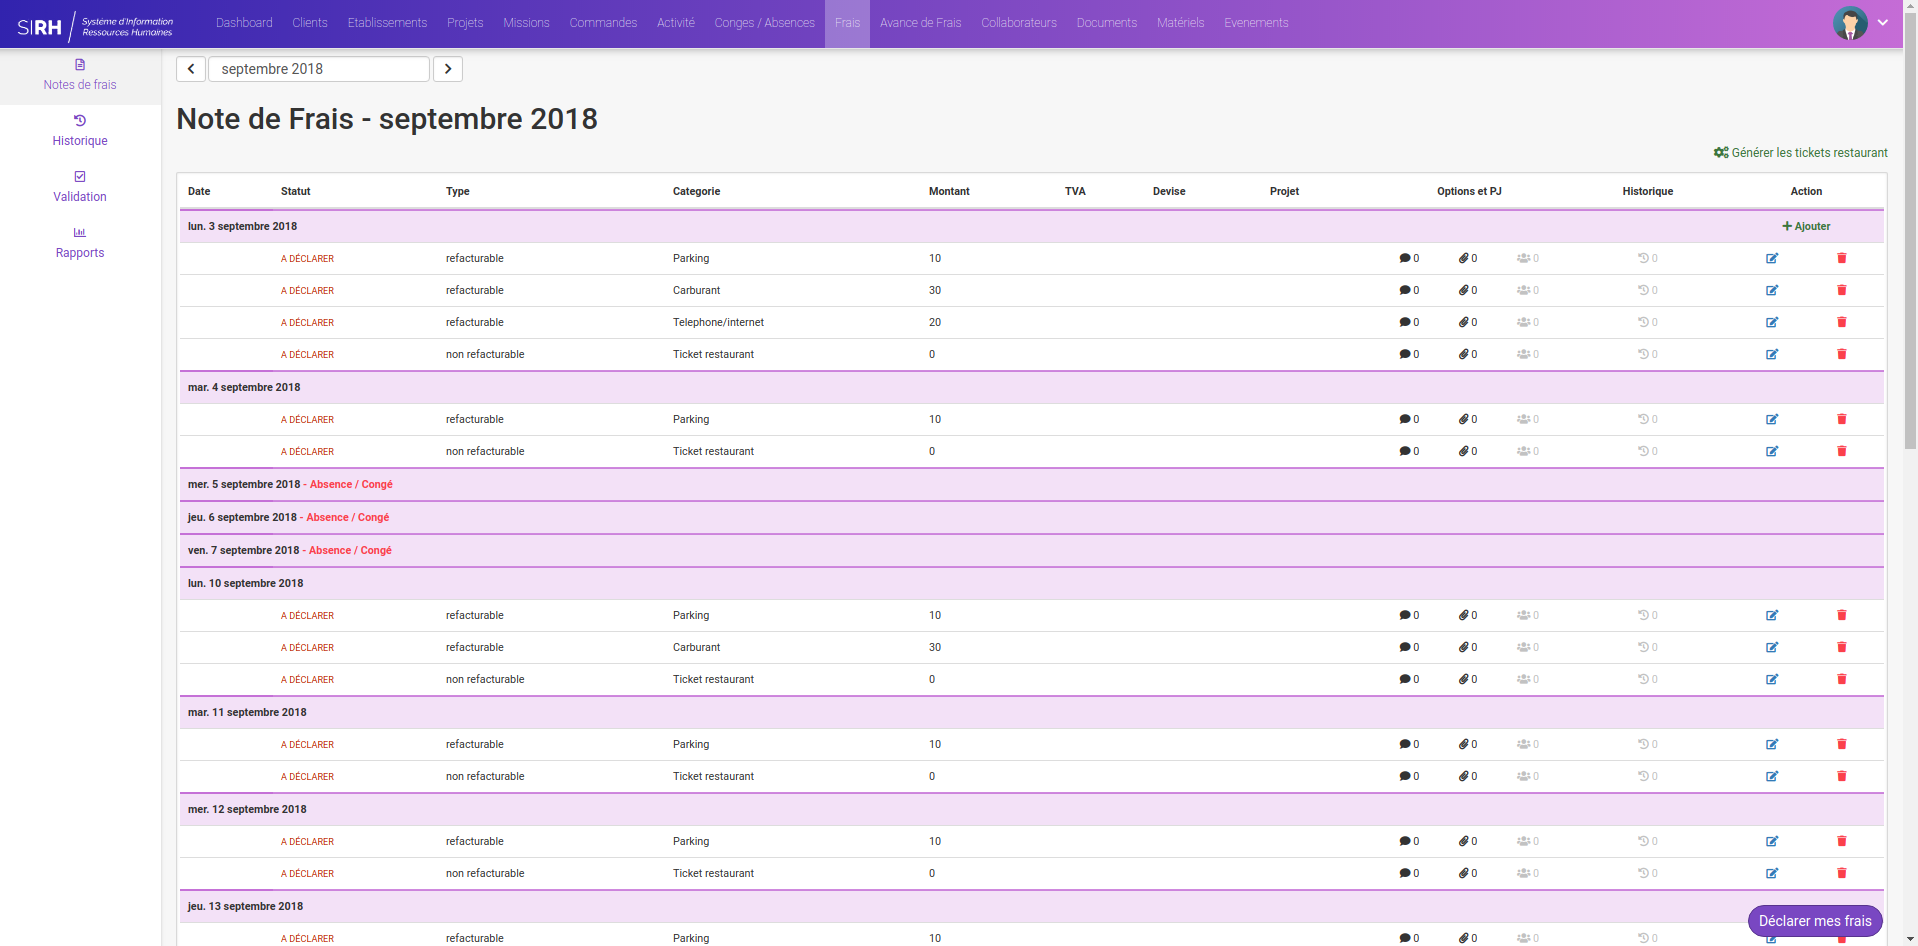 SIRH Système d'Information
Ressources Humaines
Dashboard Clients Etablissements Projets Missions Commandes Activité Conges / Absences Frais Avance de Frais Collaborateurs Documents Matériels Evenements
Notes de frais
Historique
Validation
Rapports
septembre 2018
Note de Frais - septembre 2018
Générer les tickets restaurant
Date Statut Type Categorie Montant TVA Devise Projet Options et PJ Historique Action
lun. 3 septembre 2018 + Ajouter
A DÉCLARER refacturable Parking 10 0 0 0 0
A DÉCLARER refacturable Carburant 30 0 0 0 0
A DÉCLARER refacturable Telephone/internet 20 0 0 0 0
A DÉCLARER non refacturable Ticket restaurant 0 0 0 0 0
mar. 4 septembre 2018
A DÉCLARER refacturable Parking 10 0 0 0 0
A DÉCLARER non refacturable Ticket restaurant 0 0 0 0 0
mer. 5 septembre 2018 - Absence / Congé
jeu. 6 septembre 2018 - Absence / Congé
ven. 7 septembre 2018 - Absence / Congé
lun. 10 septembre 2018
A DÉCLARER refacturable Parking 10 0 0 0 0
A DÉCLARER refacturable Carburant 30 0 0 0 0
A DÉCLARER non refacturable Ticket restaurant 0 0 0 0 0
mar. 11 septembre 2018
A DÉCLARER refacturable Parking 10 0 0 0 0
A DÉCLARER non refacturable Ticket restaurant 0 0 0 0 0
mer. 12 septembre 2018
A DÉCLARER refacturable Parking 10 0 0 0 0
A DÉCLARER non refacturable Ticket restaurant 0 0 0 0 0
jeu. 13 septembre 2018
Déclarer mes frais
A DÉCLARER refacturable Parking 10 0 0 0 0